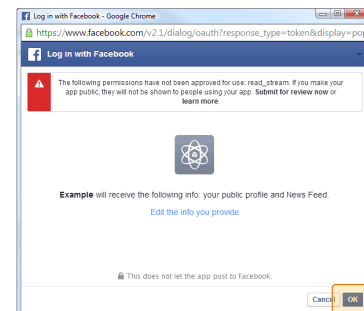 Log in with Facebook - Google Chrome
https://www.facebook.com/v2.1/dialog/oauth?response_type=token&display=po
Log in with Facebook
The following permissions have not been approved for use: read_stream. If you make your
app public, they will not be shown to people using your app. Submit for review now or
learn more.
Example will receive the following info: your public profile and News Feed.
Edit the info you provide
This does not let the app post to Facebook.
Cancel
OK